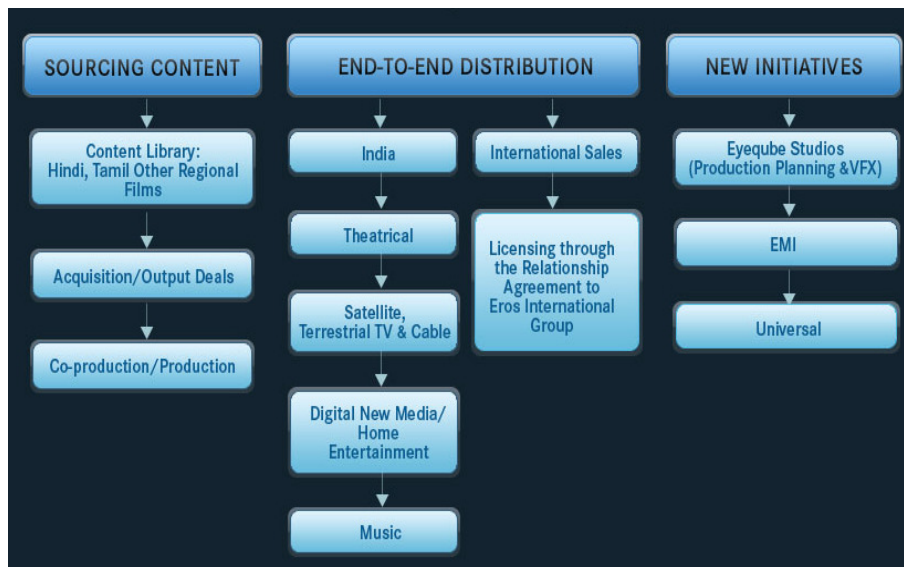 SOURCING CONTENT
Content Library:
Hindi, Tamil Other Regional
Films
Acquisition/Output Deals
Co-production/Production
END-TO-END DISTRIBUTION
India
Theatrical
Satellite,
Terrestrial TV & Cable
Digital New Media/
Home
Entertainment
Music
International Sales
Licensing through
the Relationship
Agreement to
Eros International
Group
NEW INITIATIVES
Eyeqube Studios
(Production Planning &VFX)
EMI
Universal